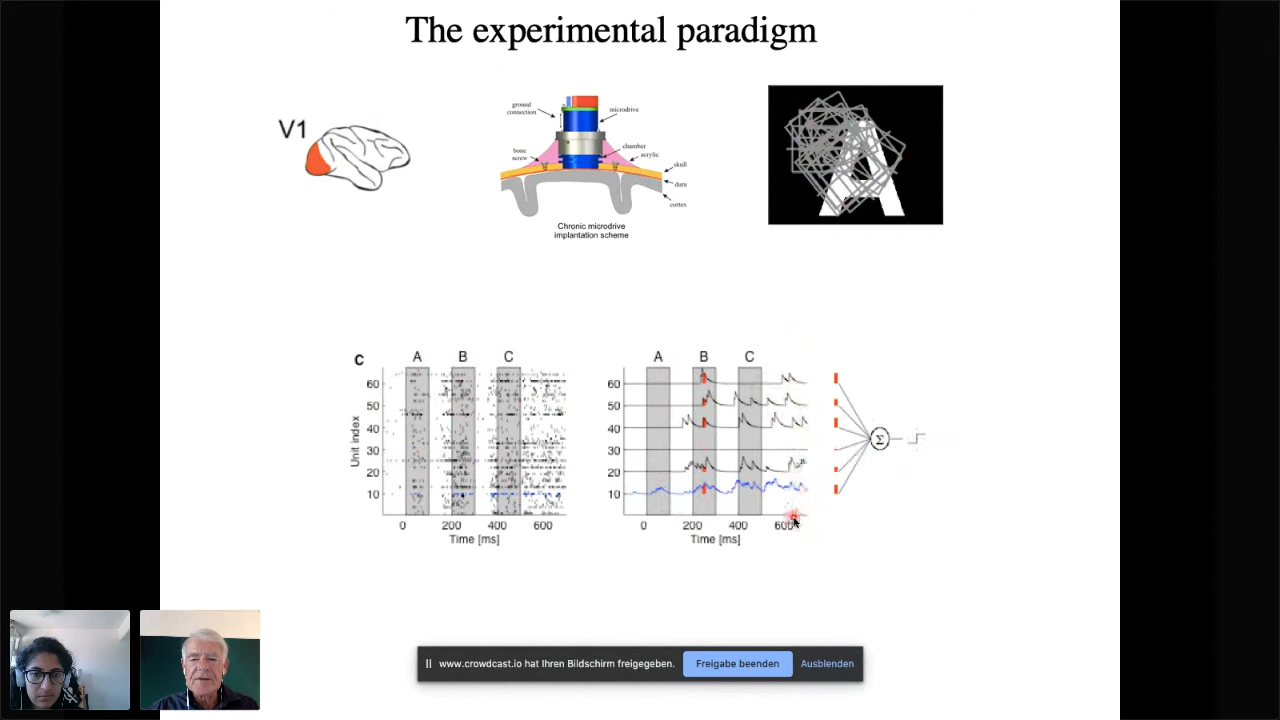 The experimental paradigm
V1
ground
connection
microdrive
bone
screw
chamber
acrylic
skull
dura
cortex
Chronic microdrive
implantation scheme
A
C
A B C
60
50
40
30
20
10
Unit index
0 200 400 600
Time [ms]
A B C
60
50
40
30
20
10
0 200 400 600
Time [ms]
Σ
www.crowdcast.io hat Ihren Bildschirm freigegeben.
Freigabe beenden
Ausblenden